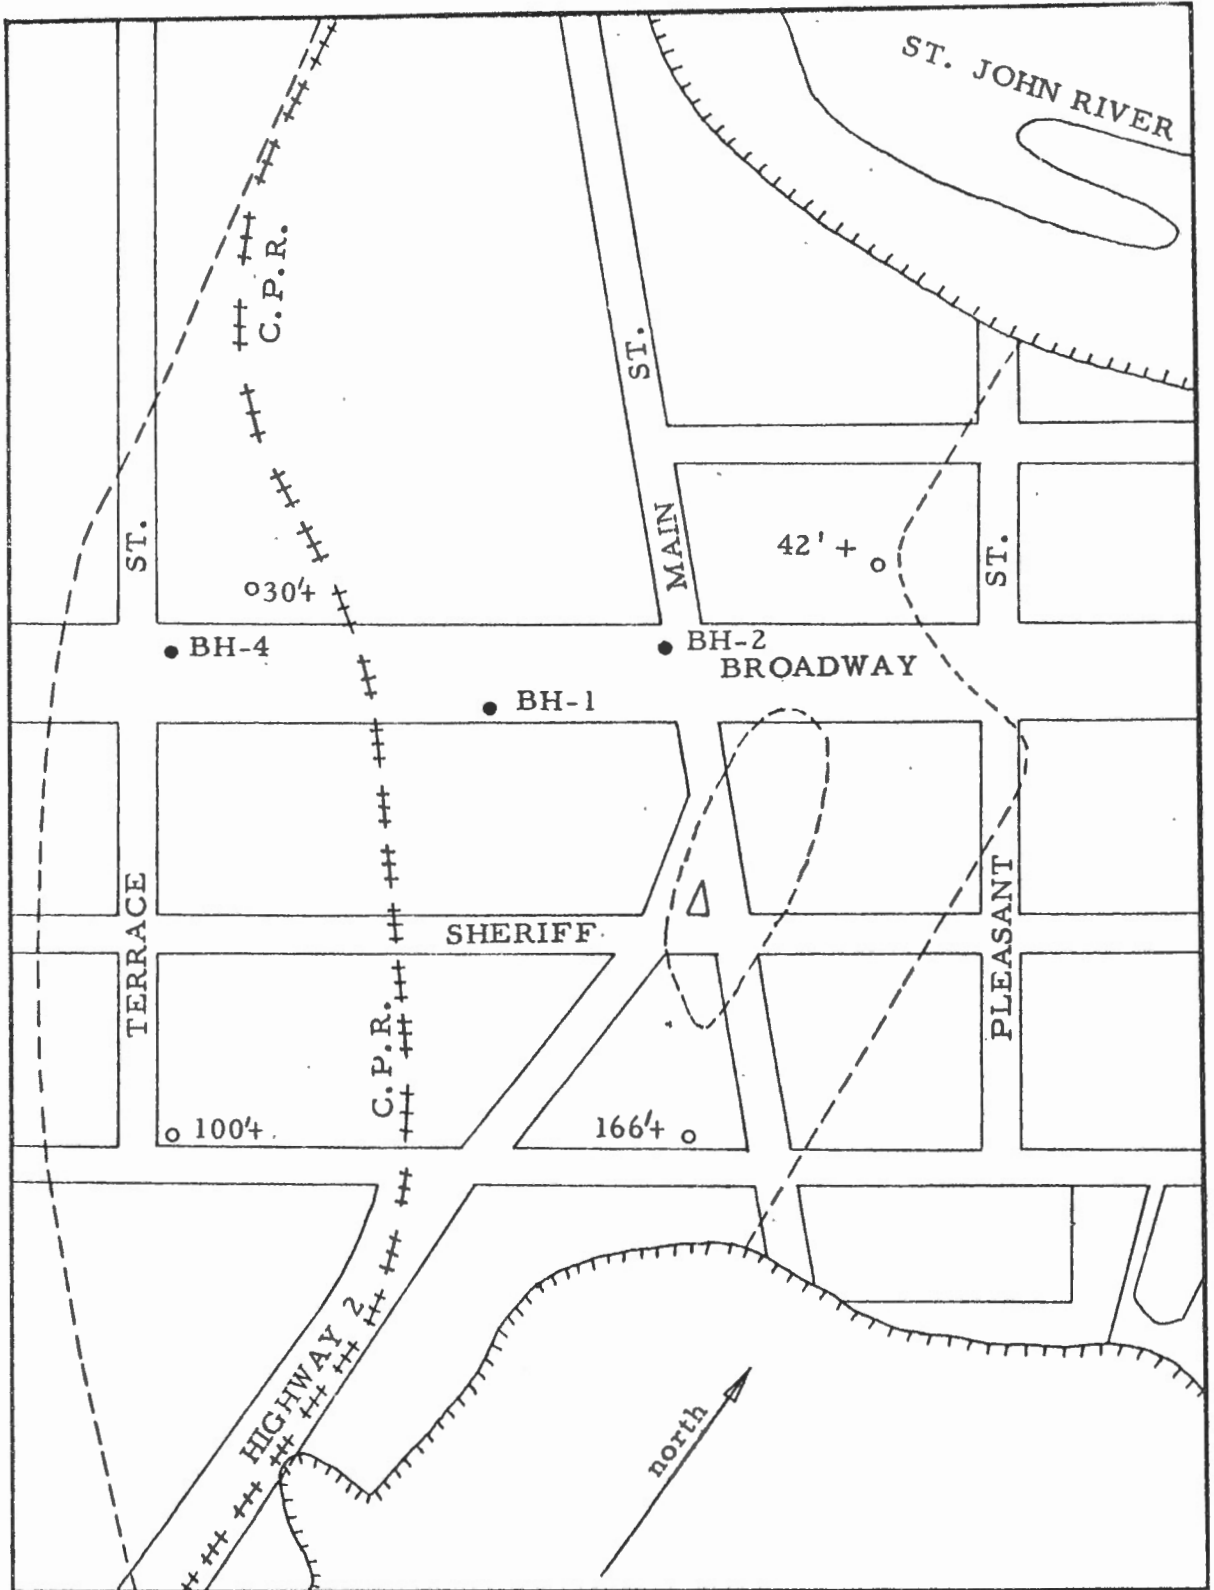 ST. JOHN RIVER
C.P.R.
ST.
MAIN
ST.
42'+
ST.
30'+
BH-4
BH-2
BROADWAY
BH-1
TERRACE
SHERIFF
PLEASANT
C.P.R.
100'+
166'+
HIGHWAY 2
north